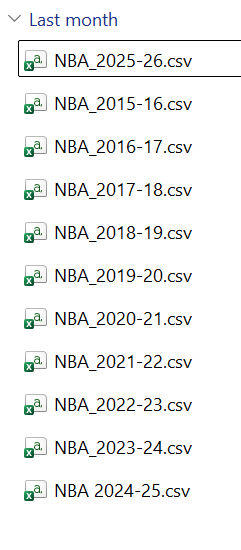 Last month
NBA_2025-26.csv
NBA_2015-16.csv
NBA_2016-17.csv
NBA_2017-18.csv
NBA_2018-19.csv
NBA_2019-20.csv
NBA_2020-21.csv
NBA_2021-22.csv
NBA_2022-23.csv
NBA_2023-24.csv
NBA 2024-25.csv